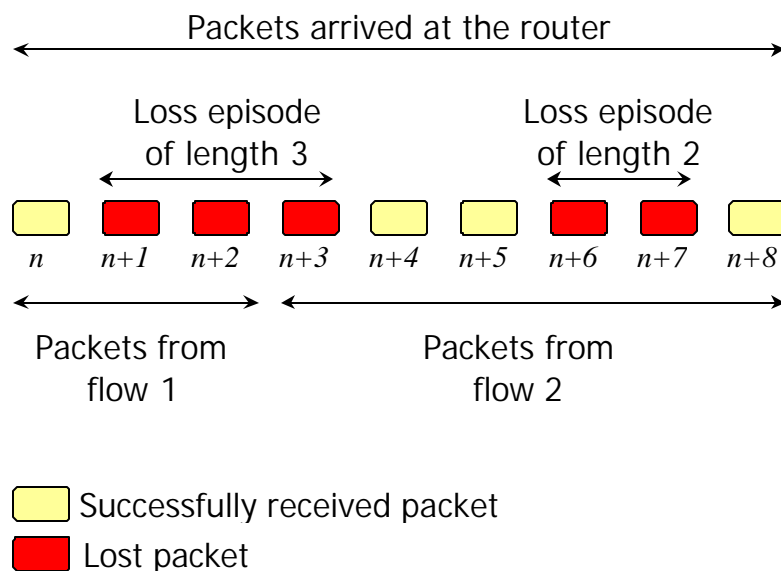 Packets arrived at the router
Loss episode
of length 3
Loss episode
of length 2
n n+1 n+2 n+3 n+4 n+5 n+6 n+7 n+8
Packets from
flow 1
Packets from
flow 2
Successfully received packet
Lost packet